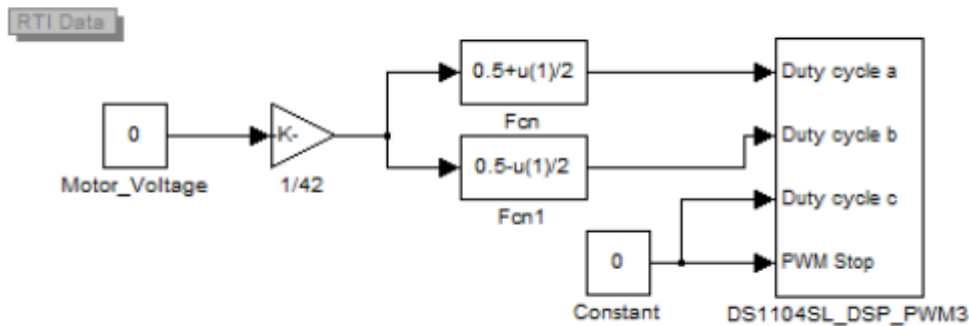 RTI Data
0.5+u(1)/2
Duty cycle a
Fcn
0
-K-
Duty cycle b
Motor_Voltage
1/42
0.5-u(1)/2
Fcn1
Duty cycle c
0
PWM Stop
Constant
DS1104SL_DSP_PWM3